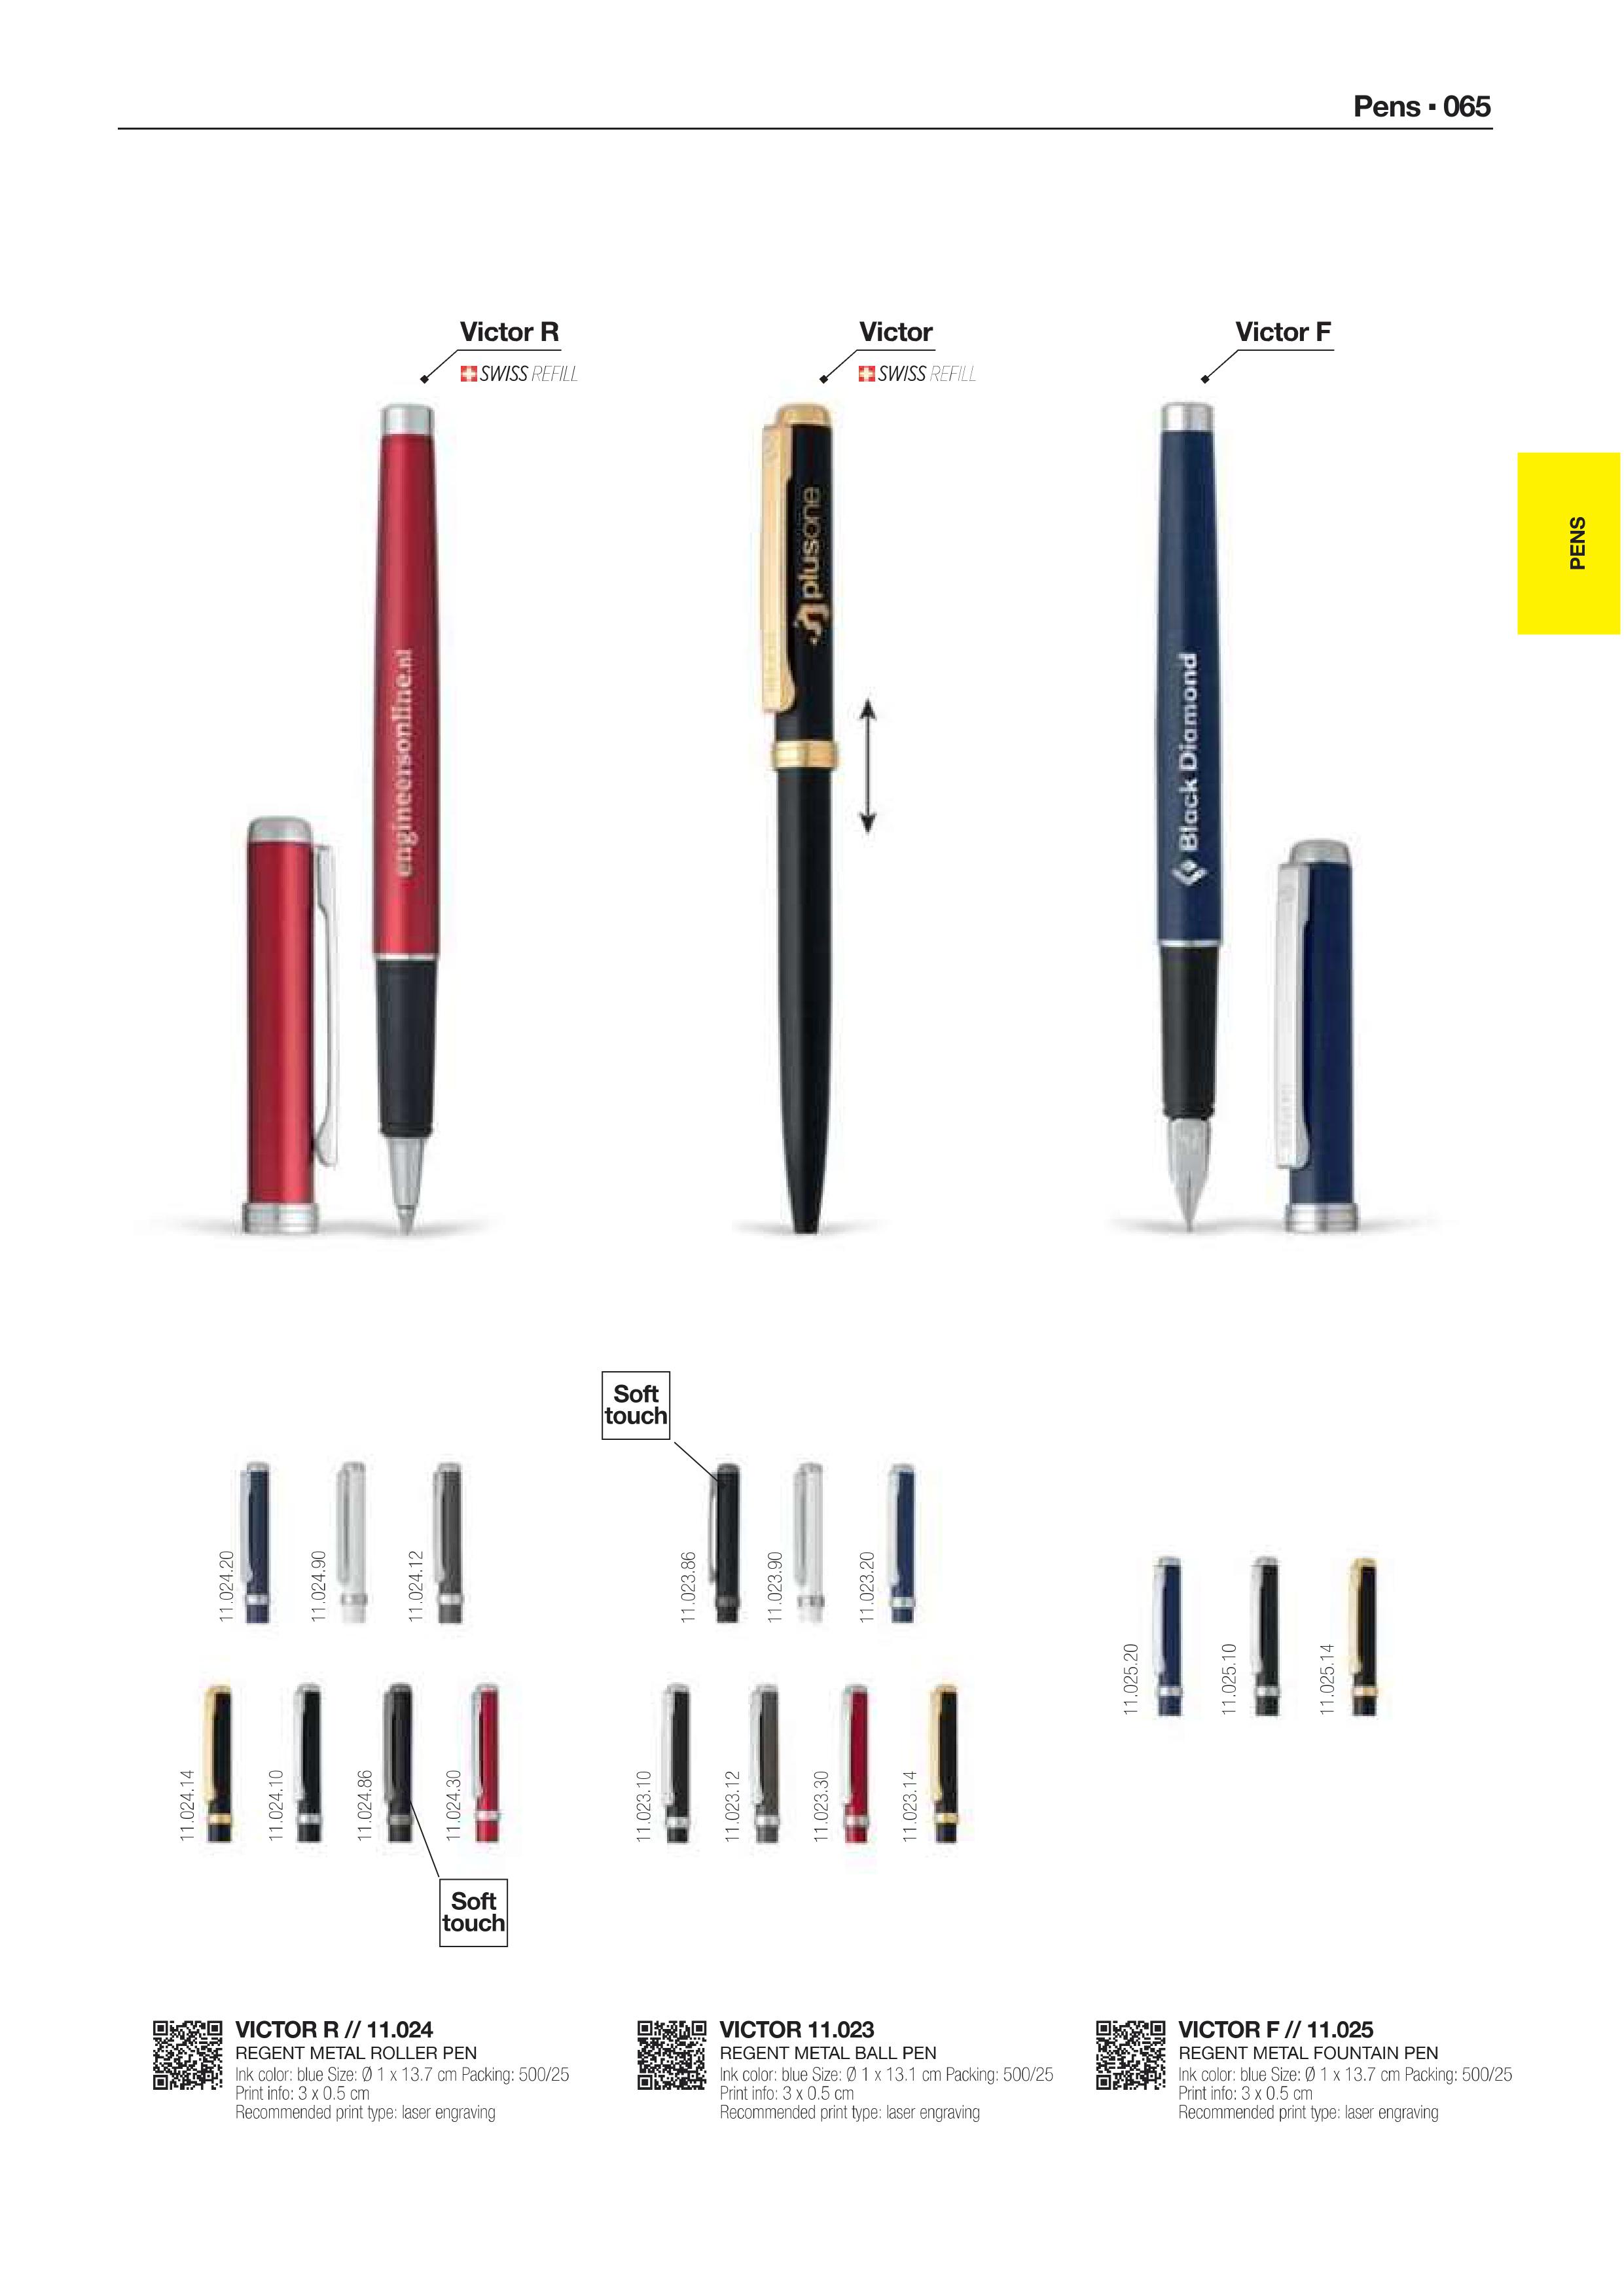 Pens ▪ 065
Victor R
SWISS REFILL
Victor
SWISS REFILL
Victor F
PENS
engineersonline.nl
plusone
Black Diamond
Soft
touch
11.024.20
11.024.90
11.024.12
11.023.86
11.023.90
11.023.20
11.025.20
11.025.10
11.025.14
11.024.14
11.024.10
11.024.86
11.024.30
11.023.10
11.023.12
11.023.30
11.023.14
Soft
touch
VICTOR R // 11.024
REGENT METAL ROLLER PEN
Ink color: blue Size: Ø 1 x 13.7 cm Packing: 500/25
Print info: 3 x 0.5 cm
Recommended print type: laser engraving
VICTOR 11.023
REGENT METAL BALL PEN
Ink color: blue Size: Ø 1 x 13.1 cm Packing: 500/25
Print info: 3 x 0.5 cm
Recommended print type: laser engraving
VICTOR F // 11.025
REGENT METAL FOUNTAIN PEN
Ink color: blue Size: Ø 1 x 13.7 cm Packing: 500/25
Print info: 3 x 0.5 cm
Recommended print type: laser engraving